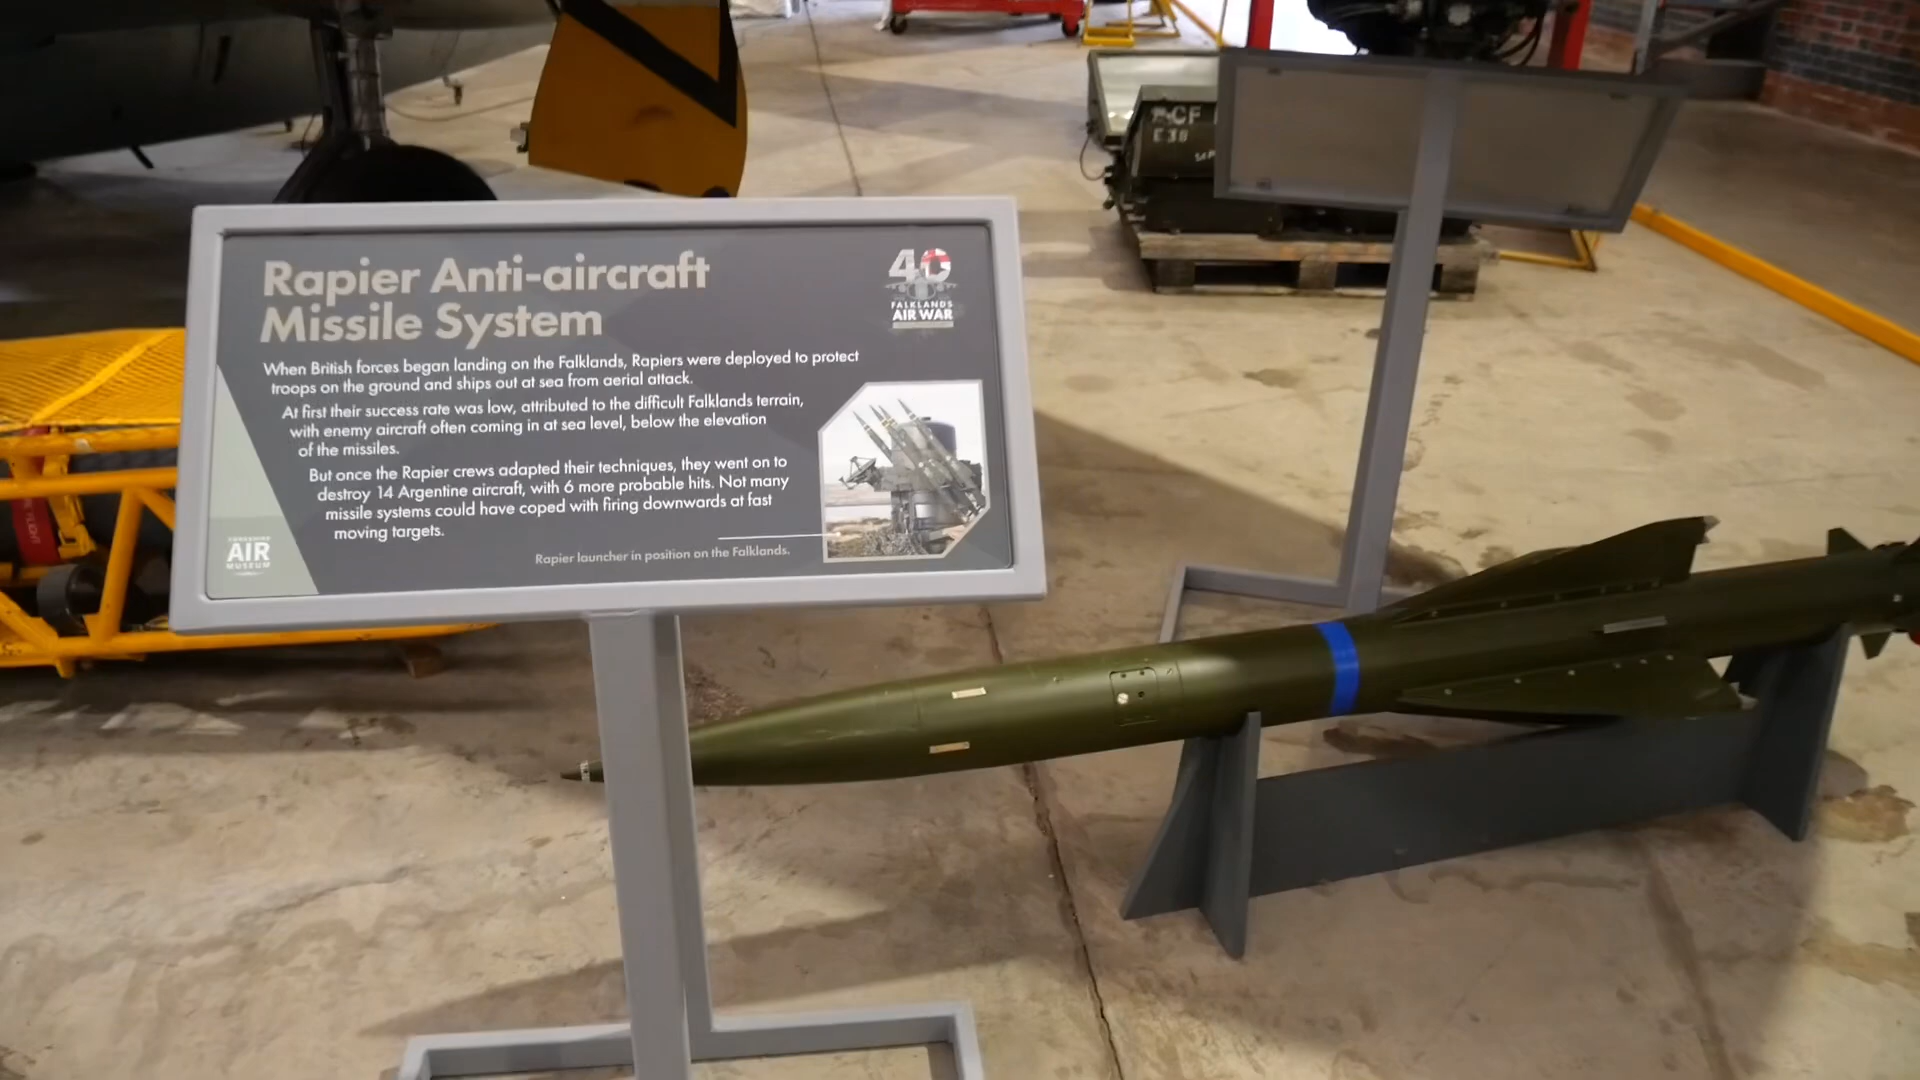 Rapier Anti-aircraft
Missile System
40
FALKLANDS
AIR WAR
When British forces began landing on the Falklands, Rapiers were deployed to protect
troops on the ground and ships out at sea from aerial attack.
At first their success rate was low, attributed to the difficult Falklands terrain,
with enemy aircraft often coming in at sea level, below the elevation
of the missiles.
But once the Rapier crews adapted their techniques, they went on to
destroy 14 Argentine aircraft, with 6 more probable hits. Not many
missile systems could have coped with firing downwards at fast
moving targets.
Rapier launcher in position on the Falklands.
YORKSHIRE
AIR
MUSEUM